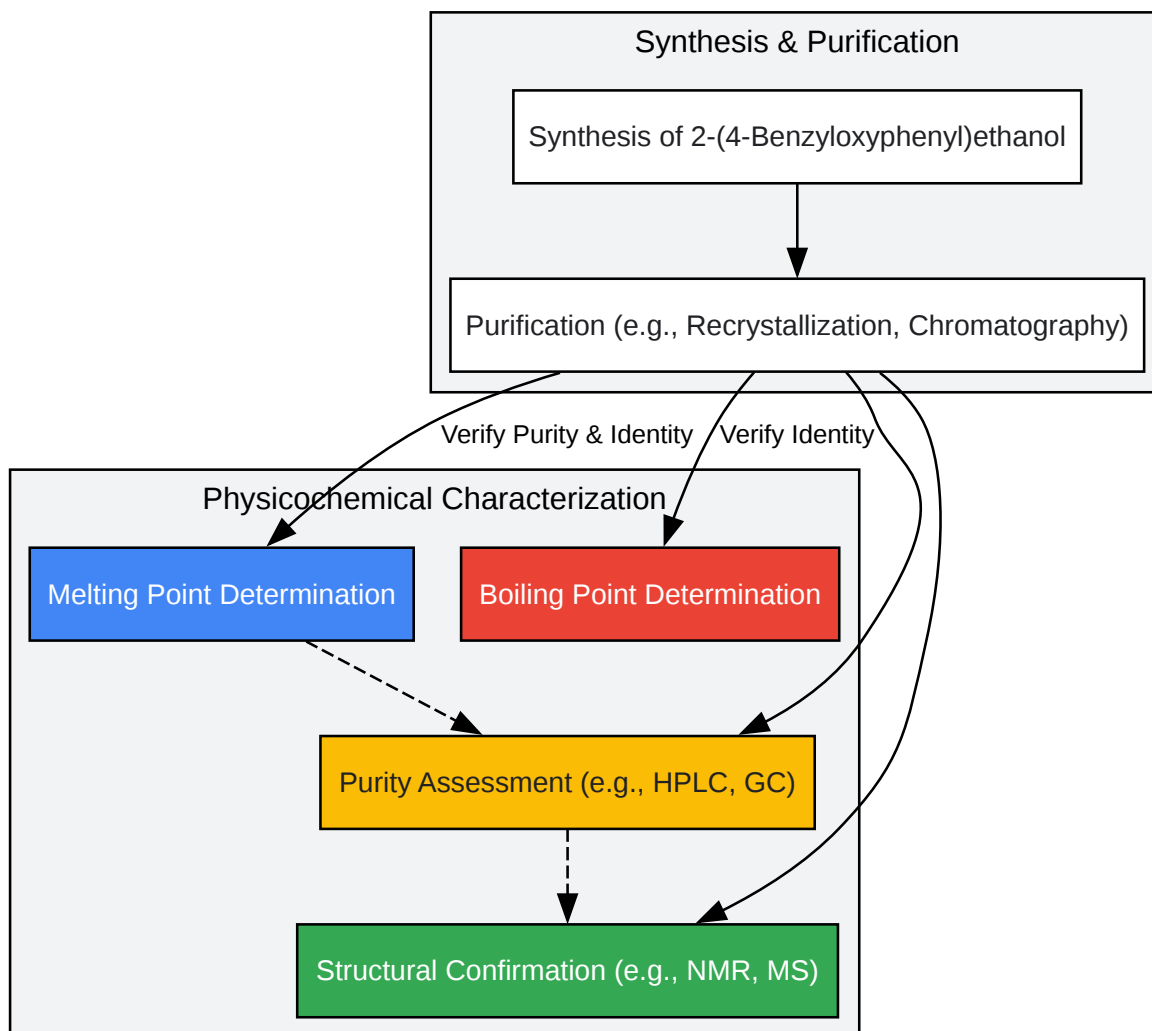 Synthesis & Purification
Synthesis of 2-(4-Benzyloxyphenyl)ethanol
Purification (e.g., Recrystallization, Chromatography)
Verify Purity & Identity
Verify Identity
Physicochemical Characterization
Melting Point Determination
Boiling Point Determination
Purity Assessment (e.g., HPLC, GC)
Structural Confirmation (e.g., NMR, MS)